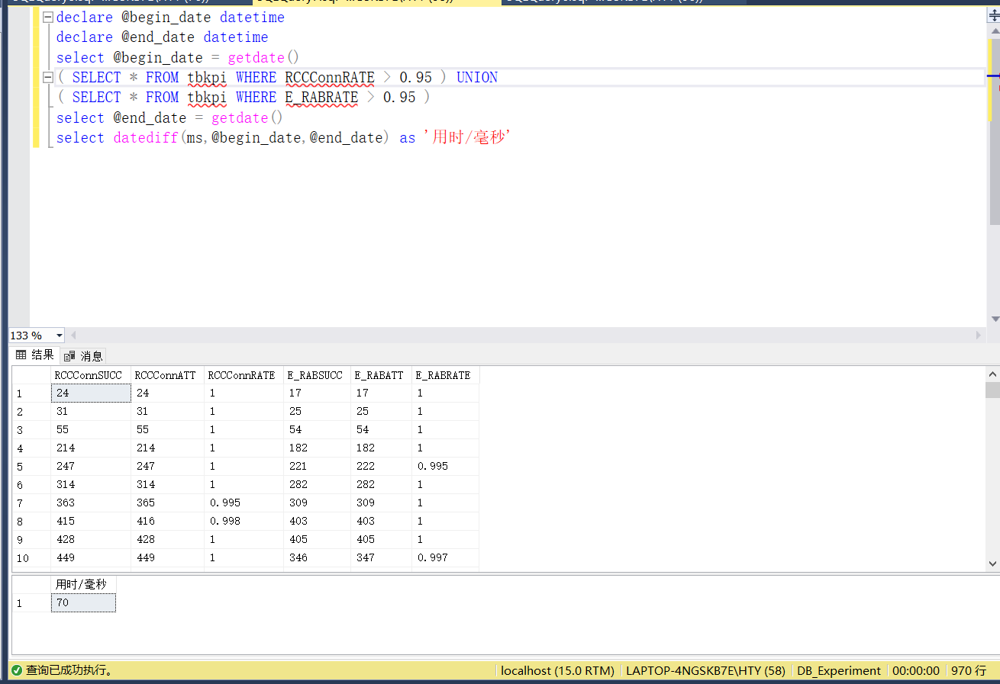 declare @begin_date datetime
declare @end_date datetime
select @begin_date = getdate()
( SELECT * FROM tbkpi WHERE RCCConnRATE > 0.95 ) UNION
( SELECT * FROM tbkpi WHERE E_RABRATE > 0.95 )
select @end_date = getdate()
select datediff(ms,@begin_date,@end_date) as '用时/毫秒'
133 %
结果 消息
RCCConnSUCC RCCConnATT RCCConnRATE E_RABSUCC E_RABATT E_RABRATE
1 24 24 1 17 17 1
2 31 31 1 25 25 1
3 55 55 1 54 54 1
4 214 214 1 182 182 1
5 247 247 1 221 222 0.995
6 314 314 1 282 282 1
7 363 365 0.995 309 309 1
8 415 416 0.998 403 403 1
9 428 428 1 405 405 1
10 449 449 1 346 347 0.997
用时/毫秒
1 70
查询已成功执行。 localhost (15.0 RTM) LAPTOP-4NGSKB7E\HTY (58) DB_Experiment 00:00:00 970 行